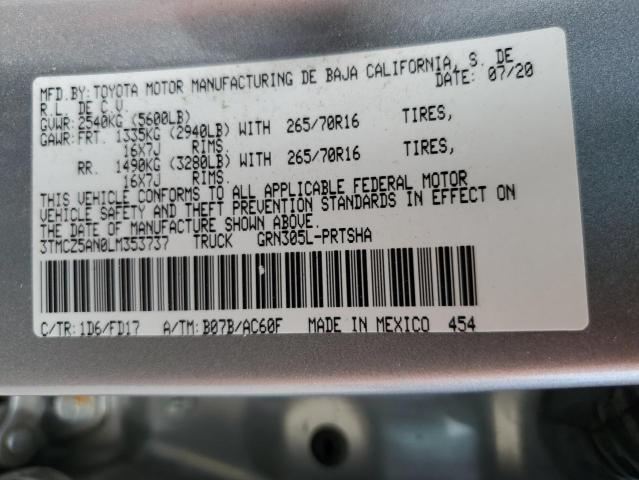 MFD.BY:TOYOTA MOTOR MANUFACTURING DE BAJA CALIFORNIA, S. DE
R.L. DE C.V. DATE: 07/20
GVWR: 2540KG (5600LB)
GAWR: FRT. 1335KG (2940LB) WITH 265/70R16 TIRES,
16X7J RIMS.
RR. 1490KG (3280LB) WITH 265/70R16 TIRES,
16X7J RIMS.
THIS VEHICLE CONFORMS TO ALL APPLICABLE FEDERAL MOTOR
VEHICLE SAFETY AND THEFT PREVENTION STANDARDS IN EFFECT ON
THE DATE OF MANUFACTURE SHOWN ABOVE.
3TMCZ5AN0LM353737 TRUCK GRN305L-PRTSHA
C/TR:1D6/FD17 A/TM:B07B/AC60F MADE IN MEXICO 454